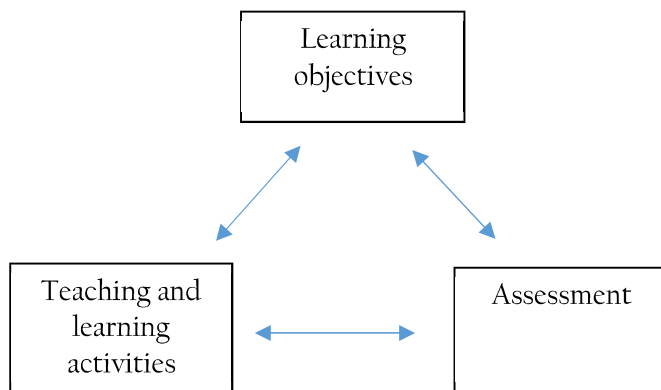 Learning
objectives
Teaching and
learning
activities
Assessment